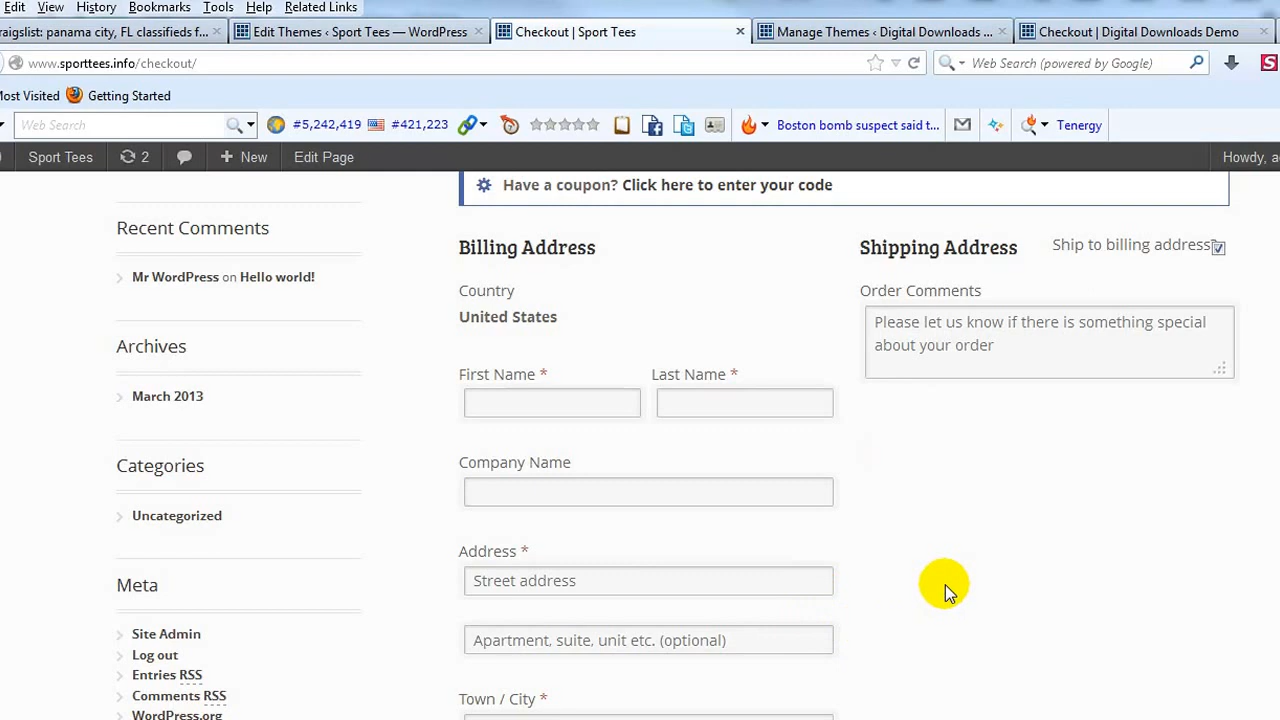 Edit View History Bookmarks Tools Help Related Links
raigslist: panama city, FL classifieds f... Edit Themes ‹ Sport Tees — WordPress Checkout | Sport Tees Manage Themes ‹ Digital Downloads ... Checkout | Digital Downloads Demo
www.sporttees.info/checkout/ Web Search (powered by Google) S
Most Visited Getting Started
Web Search #5,242,419 #421,223 Boston bomb suspect said t... Tenergy
Sport Tees 2 New Edit Page Howdy, a
Have a coupon? Click here to enter your code
Recent Comments
Mr WordPress on Hello world!
Archives
March 2013
Categories
Uncategorized
Meta
Site Admin
Log out
Entries RSS
Comments RSS
WordPress.org
Billing Address
Country
United States
First Name * Last Name *
Company Name
Address *
Street address
Apartment, suite, unit etc. (optional)
Town / City *
Shipping Address Ship to billing address?
Order Comments
Please let us know if there is something special
about your order